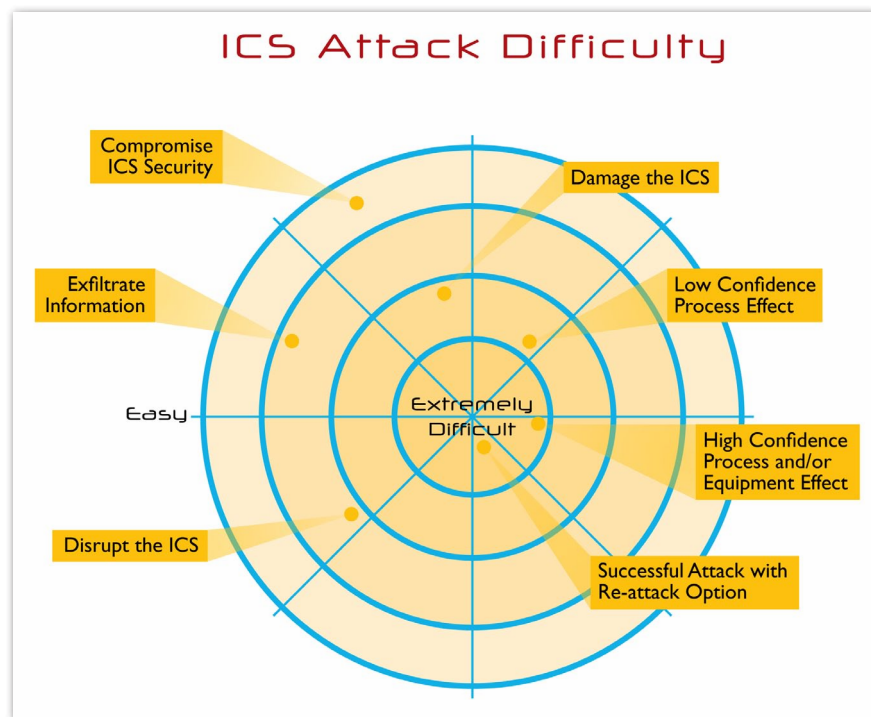 ICS Attack Difficulty
Compromise
ICS Security
Damage the ICS
Exfiltrate
Information
Low Confidence
Process Effect
Easy
Extremely
Difficult
High Confidence
Process and/or
Equipment Effect
Disrupt the ICS
Successful Attack with
Re-attack Option